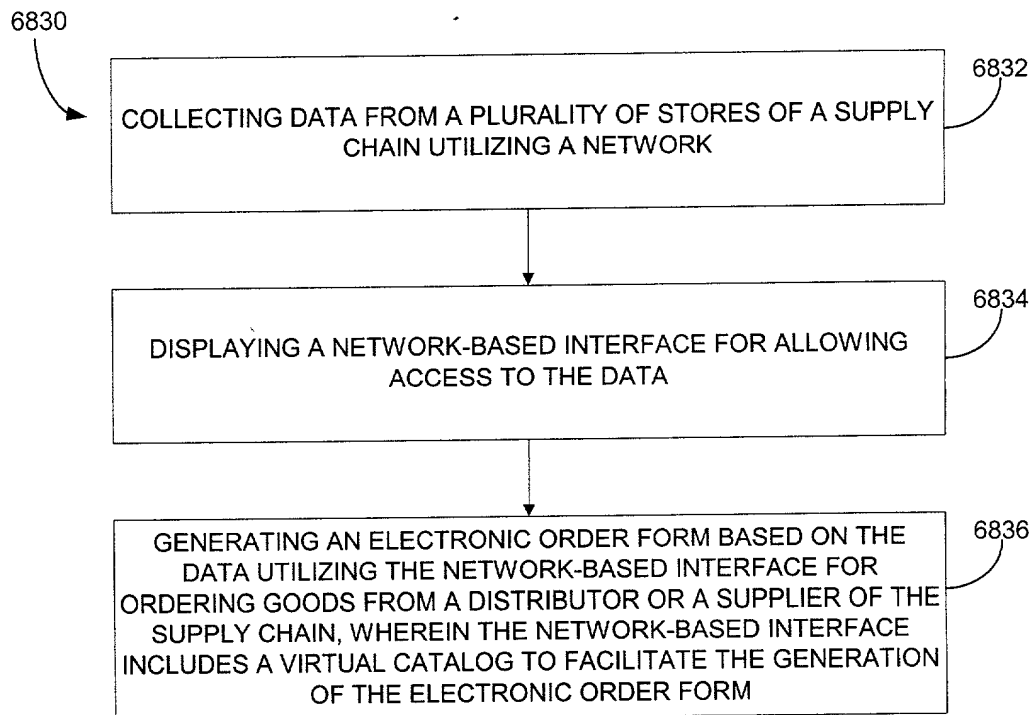 6830
6832
COLLECTING DATA FROM A PLURALITY OF STORES OF A SUPPLY
CHAIN UTILIZING A NETWORK
6834
DISPLAYING A NETWORK-BASED INTERFACE FOR ALLOWING
ACCESS TO THE DATA
6836
GENERATING AN ELECTRONIC ORDER FORM BASED ON THE
DATA UTILIZING THE NETWORK-BASED INTERFACE FOR
ORDERING GOODS FROM A DISTRIBUTOR OR A SUPPLIER OF THE
SUPPLY CHAIN, WHEREIN THE NETWORK-BASED INTERFACE
INCLUDES A VIRTUAL CATALOG TO FACILITATE THE GENERATION
OF THE ELECTRONIC ORDER FORM